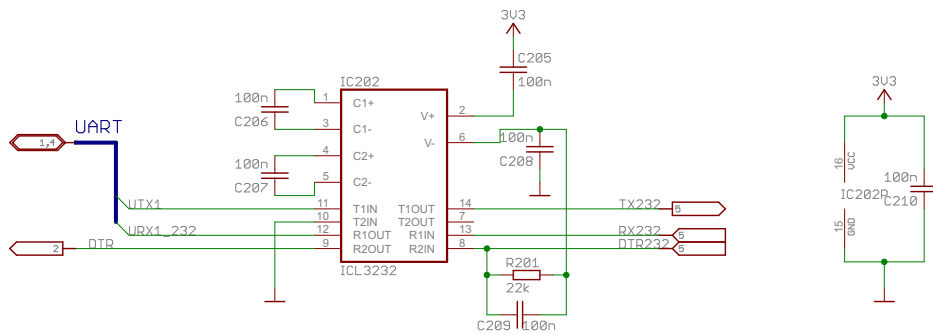 3V3
C205
100n
IC202
100n
C206
1
C1+
3
C1-
V+
2
V-
6
100n
C208
4
C2+
100n
C207
5
C2-
UART
1,4
UTX1
11
T1IN
T1OUT
14
TX232
5
10
T2IN
T2OUT
7
URX1_232
12
R1OUT
R1IN
13
RX232
5
2
DTR
9
R2OUT
R2IN
8
DTR232
5
ICL3232
R201
22k
C209
100n
3V3
16
VCC
100n
IC202P
C210
15
GND